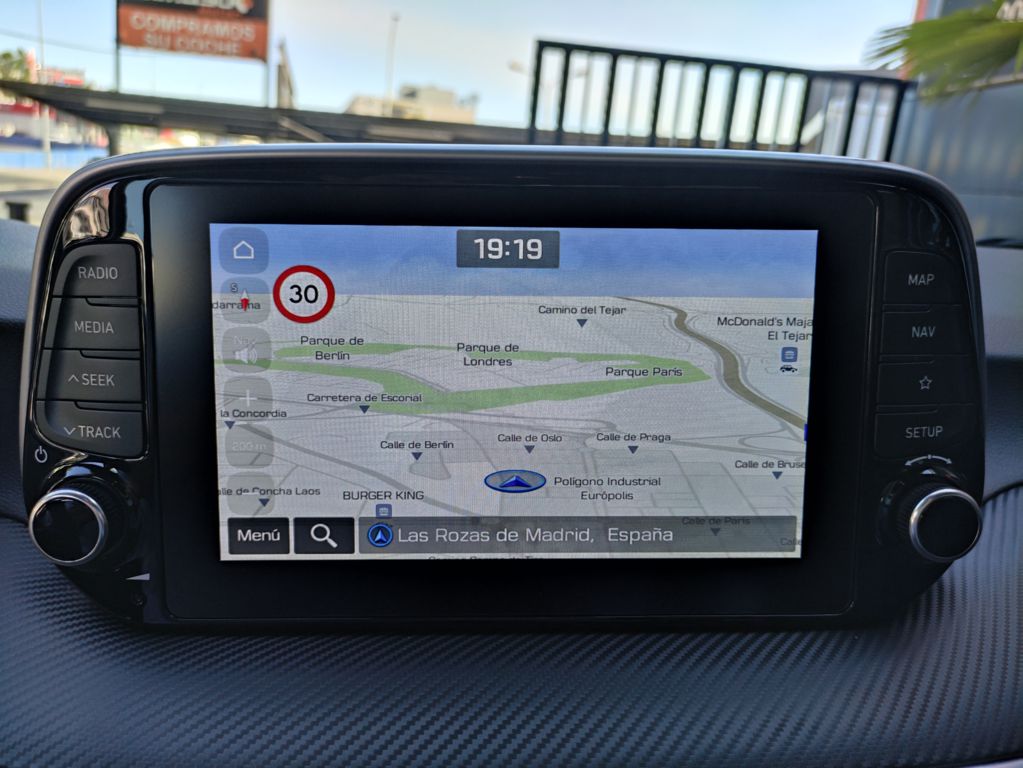 COMPRAMOS
SU COCHE
19:19
RADIO
MEDIA
SEEK
TRACK
MAP
NAV
SETUP
S
30
darrama
Camino del Tejar
McDonald's Maja
El Tejar
Parque de
Berlín
Parque de
Londres
Parque París
Carretera de Escorial
la Concordia
Calle de Berlín
Calle de Oslo
Calle de Praga
Calle de Bruse
200 m
alle de Concha Laos
BURGER KING
Polígono Industrial
Európolis
Calle de París
Calle
Menú
Las Rozas de Madrid, España